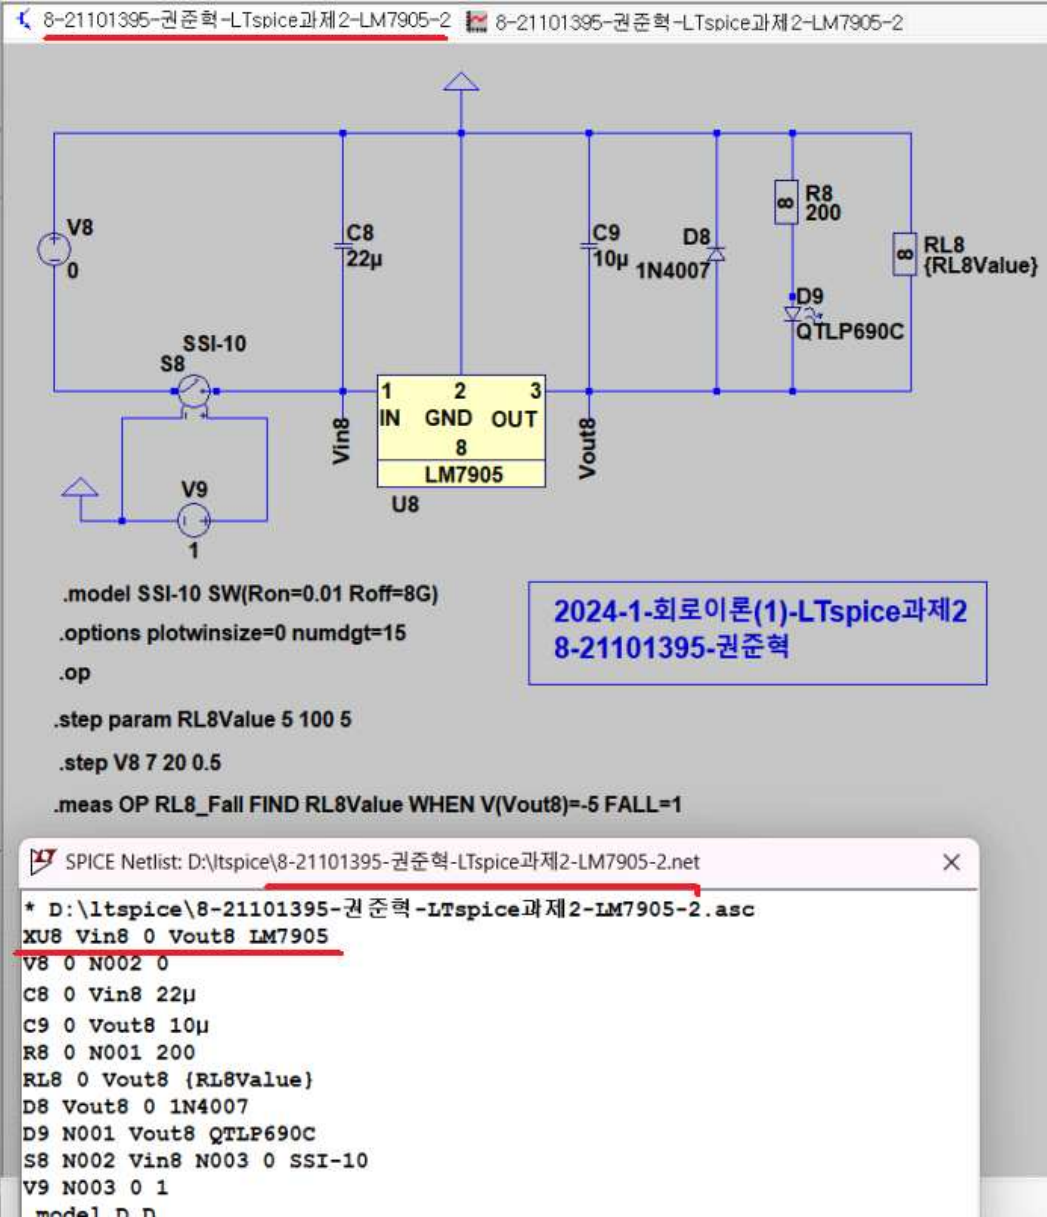 8-21101395-권준혁-LTspice과제2-LM7905-2
8-21101395-권준혁-LTspice과제2-LM7905-2
V8
0
C8
22µ
C9
10µ
D8
1N4007
8
R8
200
D9
QTLP690C
8
RL8
{RL8Value}
SSI-10
S8
Vin8
1 2 3
IN GND OUT
8
LM7905
U8
Vout8
V9
1
.model SSI-10 SW(Ron=0.01 Roff=8G)
.options plotwinsize=0 numdgt=15
.op
.step param RL8Value 5 100 5
.step V8 7 20 0.5
.meas OP RL8_Fall FIND RL8Value WHEN V(Vout8)=-5 FALL=1
2024-1-회로이론(1)-LTspice과제2
8-21101395-권준혁
SPICE Netlist: D:\ltspice\8-21101395-권준혁-LTspice과제2-LM7905-2.net
* D:\ltspice\8-21101395-권준혁-LTspice과제2-LM7905-2.asc
XU8 Vin8 0 Vout8 LM7905
V8 0 N002 0
C8 0 Vin8 22µ
C9 0 Vout8 10µ
R8 0 N001 200
RL8 0 Vout8 {RL8Value}
D8 Vout8 0 1N4007
D9 N001 Vout8 QTLP690C
S8 N002 Vin8 N003 0 SSI-10
V9 N003 0 1
.model D D